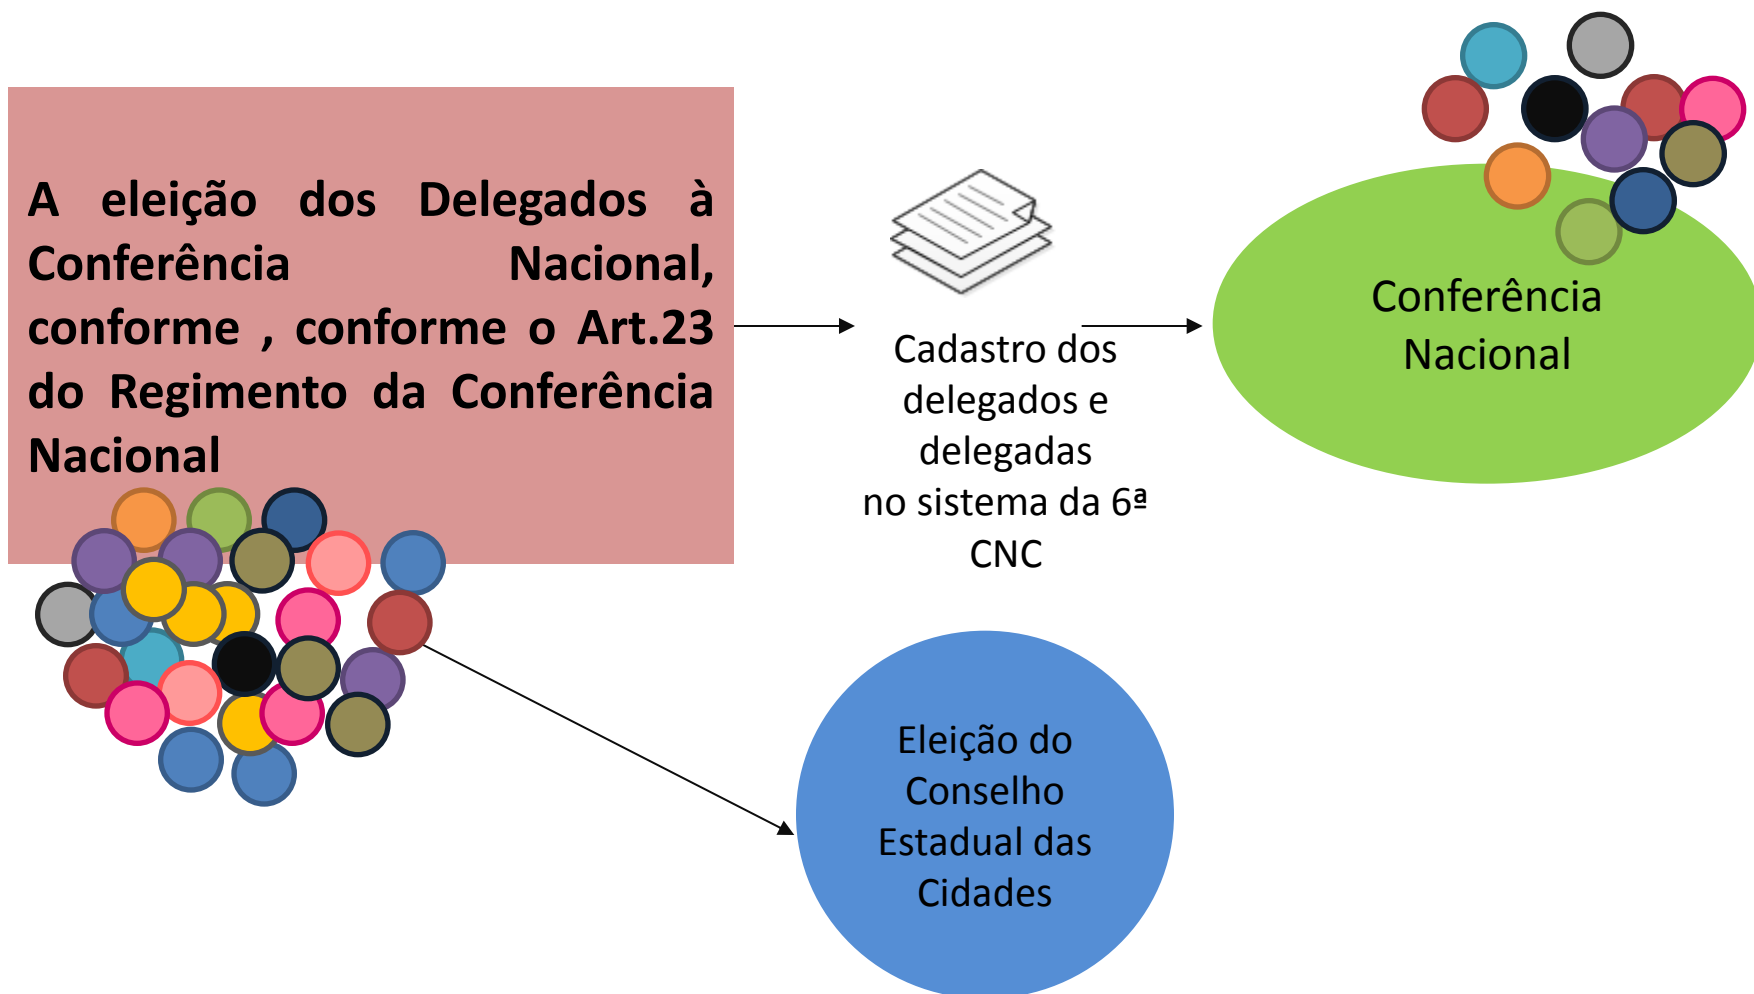 A eleição dos Delegados à
Conferência Nacional,
conforme , conforme o Art.23
do Regimento da Conferência
Nacional
Cadastro dos
delegados e
delegadas
no sistema da 6ª
CNC
Conferência
Nacional
Eleição do
Conselho
Estadual das
Cidades